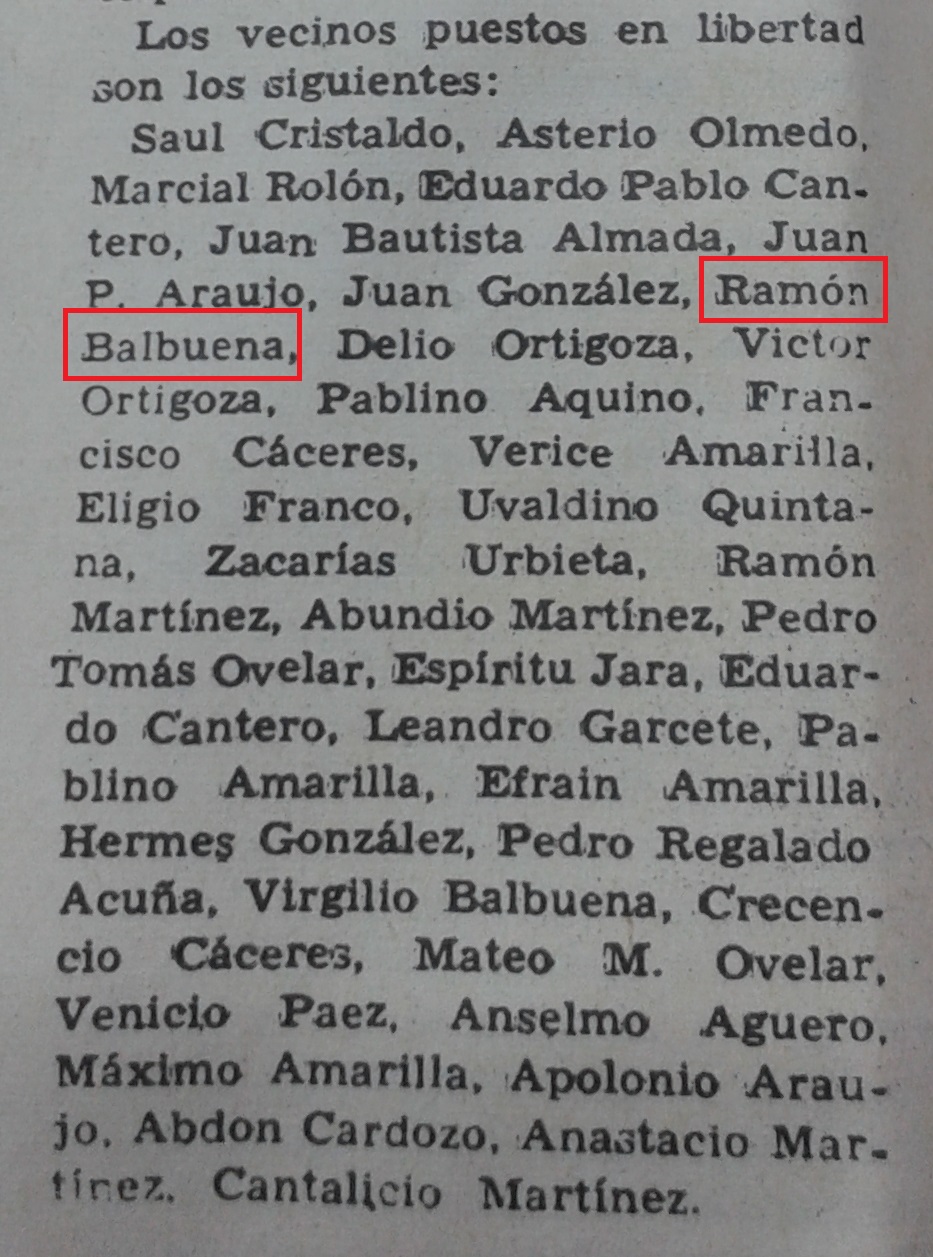 Los vecinos puestos en libertad
son los siguientes:
Saul Cristaldo, Asterio Olmedo,
Marcial Rolón, Eduardo Pablo Can-
tero, Juan Bautista Almada, Juan
P. Araujo, Juan González, Ramón
Balbuena, Delio Ortigoza, Victor
Ortigoza, Pablino Aquino, Fran-
cisco Cáceres, Verice Amarilla,
Eligio Franco, Uvaldino Quinta-
na, Zacarías Urbieta, Ramón
Martínez, Abundio Martínez, Pedro
Tomás Ovelar, Espíritu Jara, Eduar-
do Cantero, Leandro Garcete, Pa-
blino Amarilla, Efrain Amarilla,
Hermes González, Pedro Regalado
Acuña, Virgilio Balbuena, Crecen-
cio Cáceres, Mateo M. Ovelar,
Venicio Paez, Anselmo Aguero,
Máximo Amarilla, Apolonio Arau-
jo, Abdon Cardozo, Anastacio Mar-
tínez, Cantalicio Martínez.